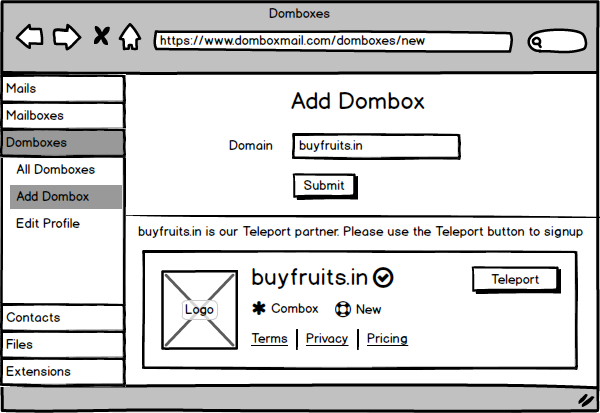 Domboxes
https://www.domboxmail.com/domboxes/new
Mails
Mailboxes
Domboxes
All Domboxes
Add Dombox
Edit Profile
Contacts
Files
Extensions
Add Dombox
Domain
buyfruits.in
Submit
buyfruits.in is our Teleport partner. Please use the Teleport button to signup
Logo
buyfruits.in
Teleport
Combox
New
Terms
Privacy
Pricing